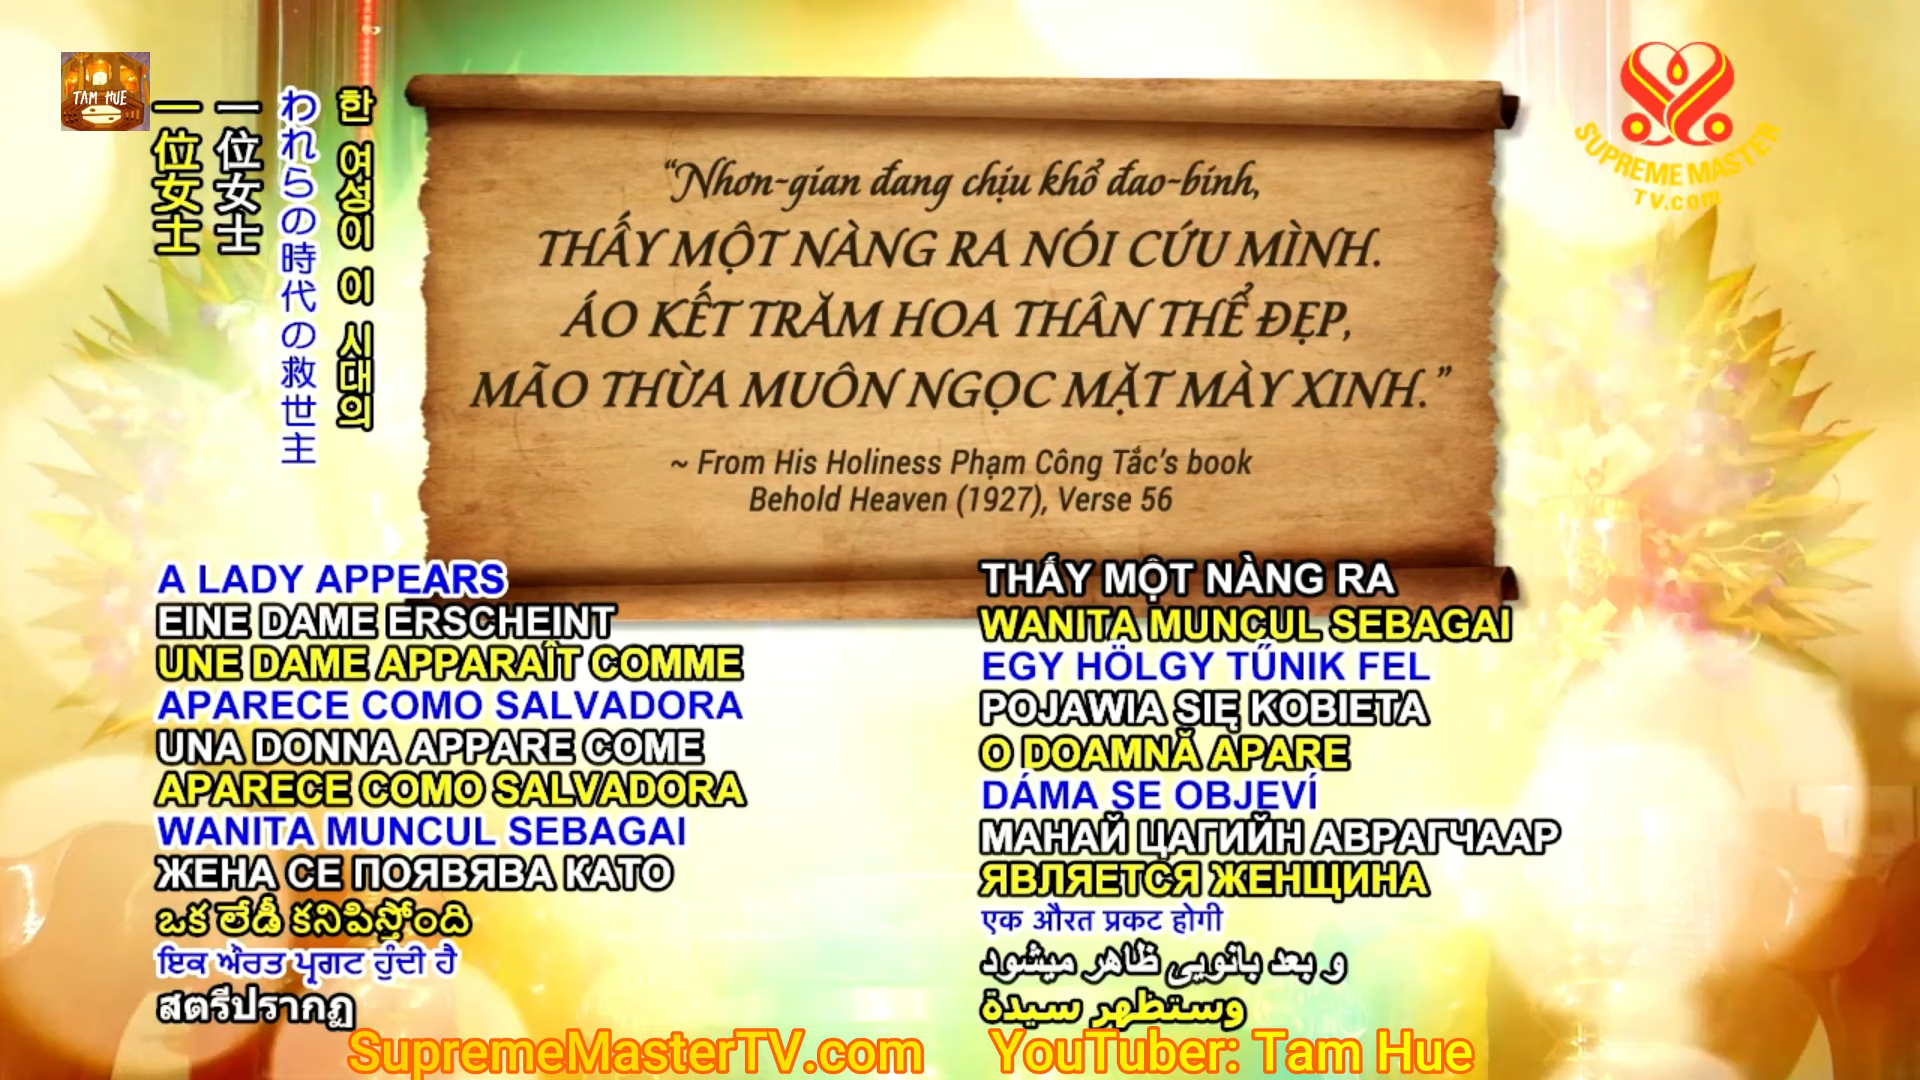 TAM HUE
SUPREME MASTER
TV.com
一位女士
一位女士
われらの時代の救世主
한 여성이 이 시대의
“Nhơn-gian đang chịu khổ đao-binh,
THẤY MỘT NÀNG RA NÓI CỨU MÌNH.
ÁO KẾT TRĂM HOA THÂN THỂ ĐẸP,
MÃO THỪA MUÔN NGỌC MẶT MÀY XINH.”
~ From His Holiness Phạm Công Tắc’s book
Behold Heaven (1927), Verse 56
A LADY APPEARS
EINE DAME ERSCHEINT
UNE DAME APPARAÎT COMME
APARECE COMO SALVADORA
UNA DONNA APPARE COME
APARECE COMO SALVADORA
WANITA MUNCUL SEBAGAI
ЖЕНА СЕ ПОЯВЯВА КАТО
ఒక లేడీ కనిపిస్తోంది
ਇਕ ਔਰਤ ਪ੍ਰਗਟ ਹੁੰਦੀ ਹੈ
สตรีปรากฏ
THẤY MỘT NÀNG RA
WANITA MUNCUL SEBAGAI
EGY HÖLGY TŰNIK FEL
POJAWIA SIĘ KOBIETA
O DOAMNĂ APARE
DÁMA SE OBJEVÍ
МАНАЙ ЦАГИЙН АВРАГЧААР
ЯВЛЯЕТСЯ ЖЕНЩИНА
एक औरत प्रकट होगी
و بعد بانویی ظاهر میشود
وستظهر سيدة
SupremeMasterTV.com
YouTuber: Tam Hue